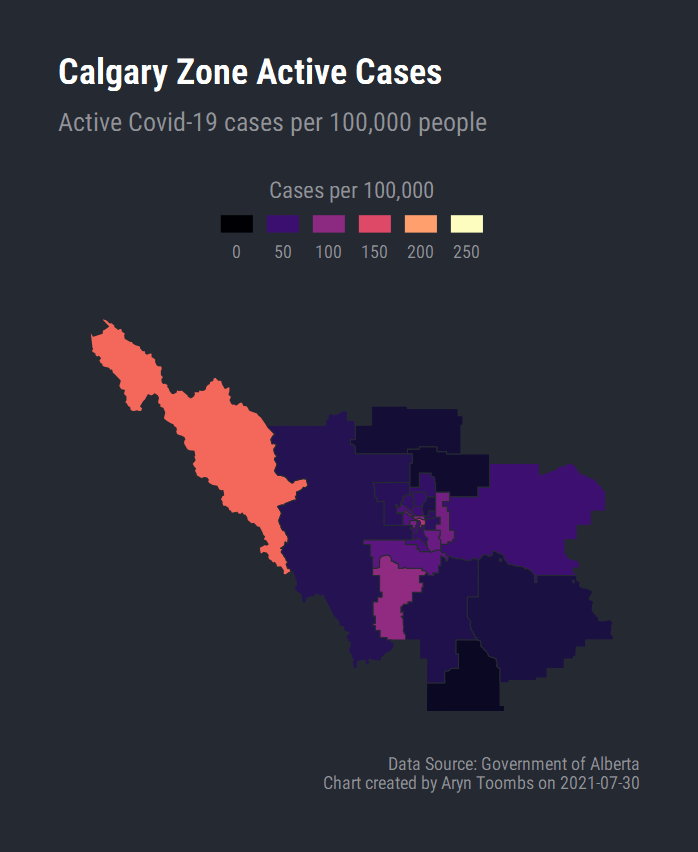 Calgary Zone Active Cases
Active Covid-19 cases per 100,000 people
Cases per 100,000
0 50 100 150 200 250
Data Source: Government of Alberta
Chart created by Aryn Toombs on 2021-07-30